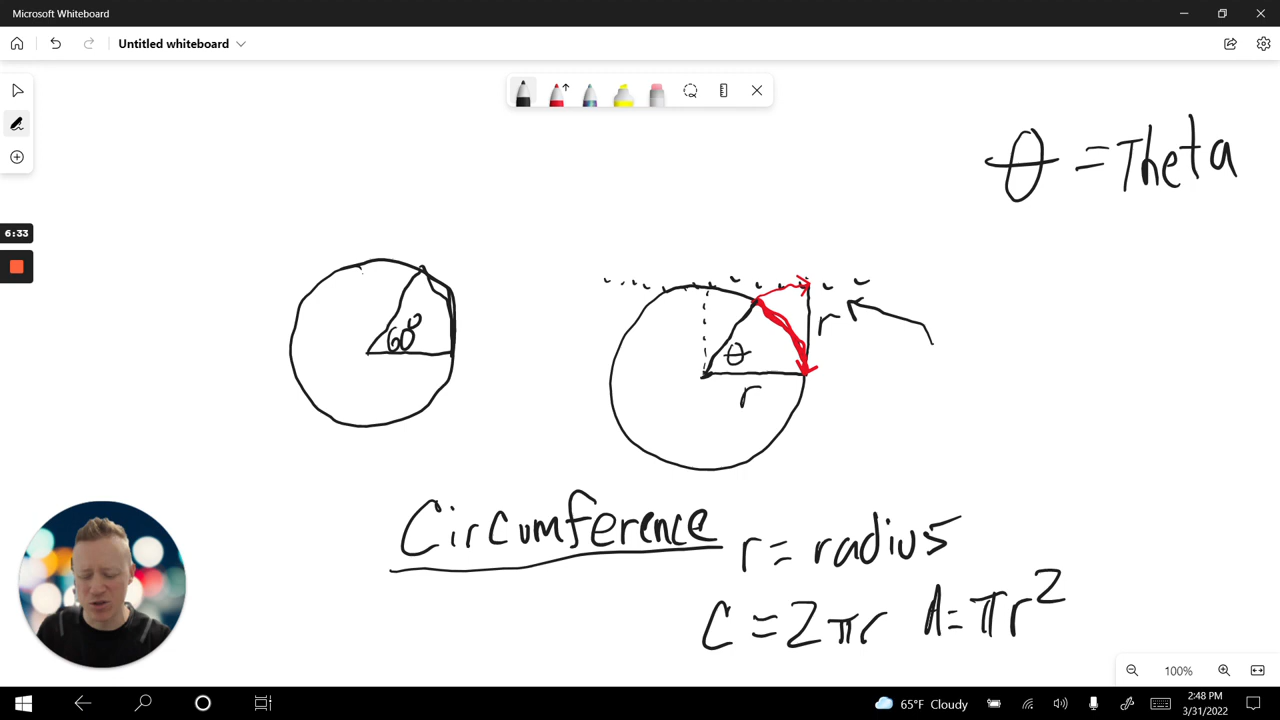 Microsoft Whiteboard
Untitled whiteboard
θ = Theta
6:33
60°
r
θ
r
Circumference
r = radius
C = 2πr A = πr²
100%
65°F Cloudy
2:48 PM
3/31/2022